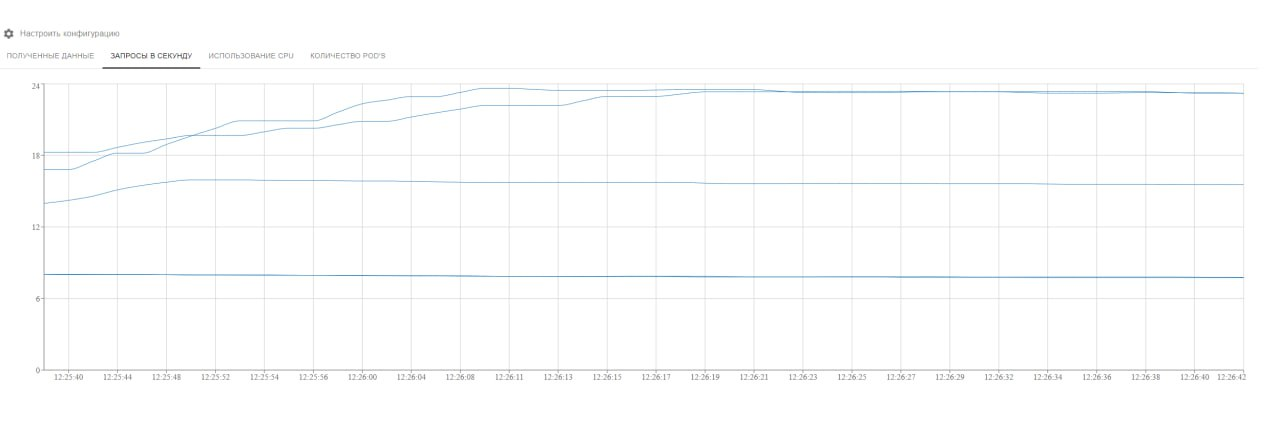 Настроить конфигурацию
ПОЛУЧЕННЫЕ ДАННЫЕ ЗАПРОСЫ В СЕКУНДУ ИСПОЛЬЗОВАНИЕ CPU КОЛИЧЕСТВО POD'S
24
18
12
6
0
12:25:40 12:25:44 12:25:48 12:25:52 12:25:54 12:25:56 12:26:00 12:26:04 12:26:08 12:26:11 12:26:13 12:26:15 12:26:17 12:26:19 12:26:21 12:26:23 12:26:25 12:26:27 12:26:29 12:26:32 12:26:34 12:26:36 12:26:38 12:26:40 12:26:42